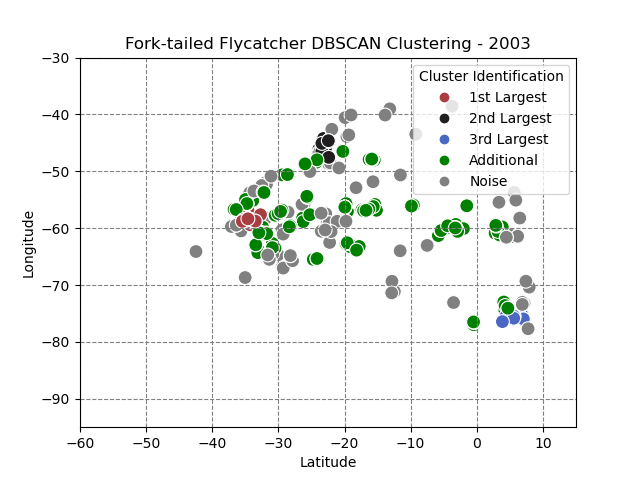 Fork-tailed Flycatcher DBSCAN Clustering - 2003
Cluster Identification
1st Largest
2nd Largest
3rd Largest
Additional
Noise
Longitude
−30
−40
−50
−60
−70
−80
−90
−60
−50
−40
−30
−20
−10
0
10
Latitude